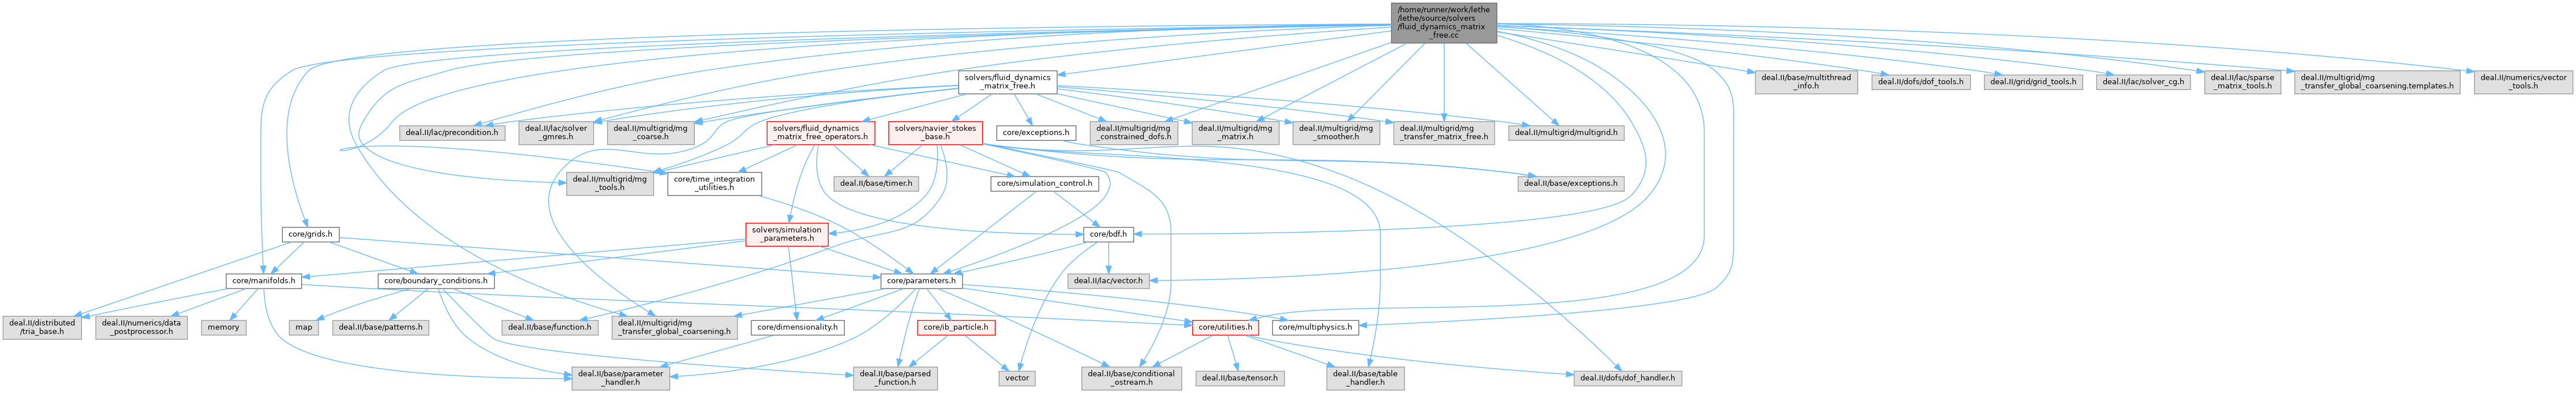 /home/runner/work/lethe
/lethe/source/solvers
/fluid_dynamics_matrix
_free.cc
solvers/fluid_dynamics
_matrix_free.h
deal.II/base/multithread
_info.h
deal.II/dofs/dof_tools.h
deal.II/grid/grid_tools.h
deal.II/lac/solver_cg.h
deal.II/lac/sparse
_matrix_tools.h
deal.II/multigrid/mg
_transfer_global_coarsening.templates.h
deal.II/numerics/vector
_tools.h
deal.II/lac/precondition.h
deal.II/lac/solver
_gmres.h
deal.II/multigrid/mg
_coarse.h
solvers/fluid_dynamics
_matrix_free_operators.h
solvers/navier_stokes
_base.h
core/exceptions.h
deal.II/multigrid/mg
_constrained_dofs.h
deal.II/multigrid/mg
_matrix.h
deal.II/multigrid/mg
_smoother.h
deal.II/multigrid/mg
_transfer_matrix_free.h
deal.II/multigrid/multigrid.h
deal.II/multigrid/mg
_tools.h
core/time_integration
_utilities.h
deal.II/base/timer.h
core/simulation_control.h
deal.II/base/exceptions.h
core/grids.h
solvers/simulation
_parameters.h
core/bdf.h
core/manifolds.h
core/boundary_conditions.h
core/parameters.h
deal.II/lac/vector.h
deal.II/distributed
/tria_base.h
deal.II/numerics/data
_postprocessor.h
memory
map
deal.II/base/patterns.h
deal.II/base/function.h
deal.II/multigrid/mg
_transfer_global_coarsening.h
core/dimensionality.h
core/ib_particle.h
core/utilities.h
core/multiphysics.h
deal.II/base/parameter
_handler.h
deal.II/base/parsed
_function.h
vector
deal.II/base/conditional
_ostream.h
deal.II/base/tensor.h
deal.II/base/table
_handler.h
deal.II/dofs/dof_handler.h